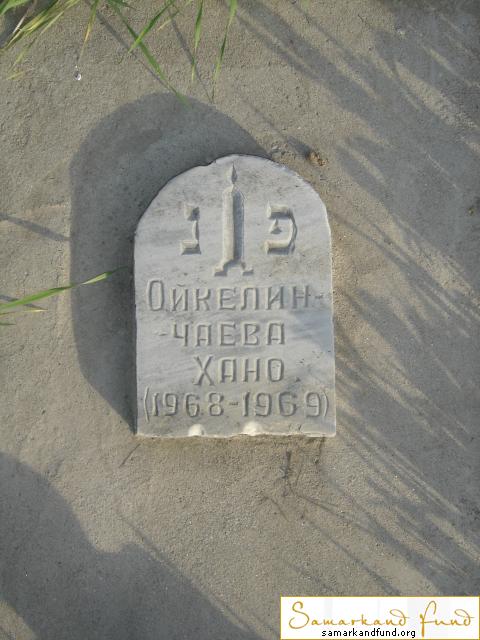 פ נ
ОЙКЕЛИН-
-ЧАЕВА
ХАНО
(1968-1969)
Samarkand Fund
samarkandfund.org